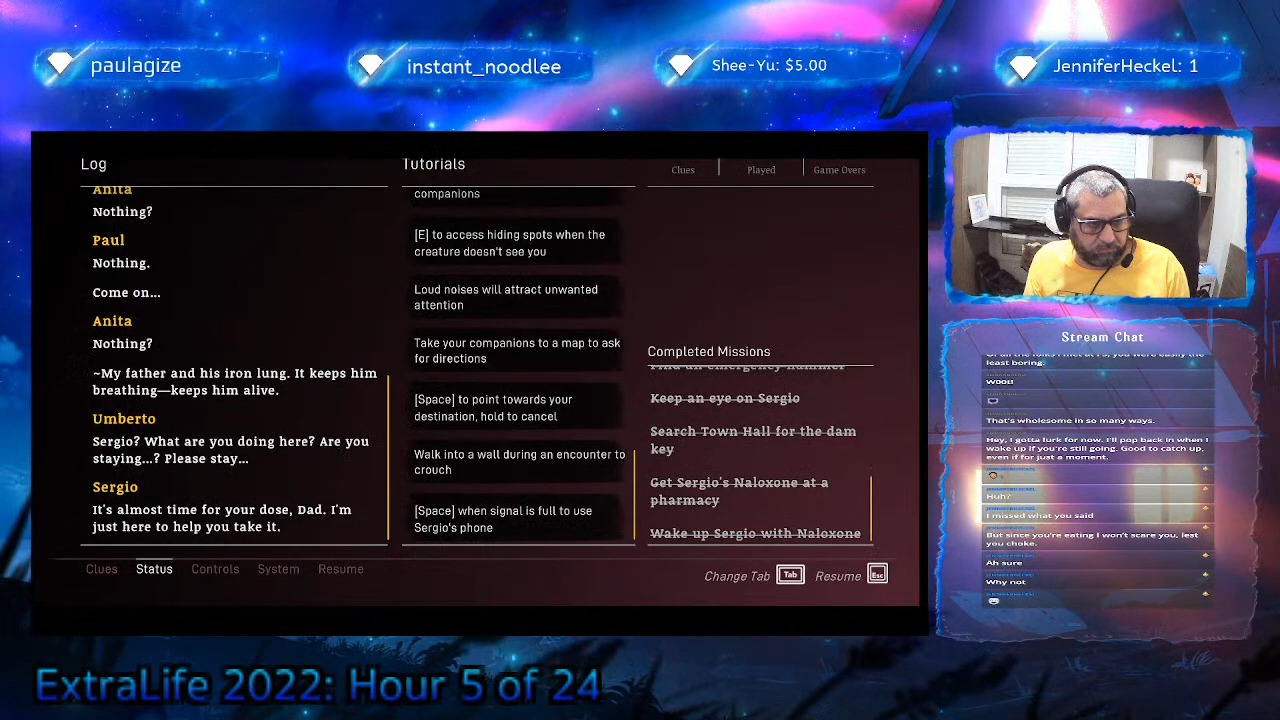 paulagize
instant_noodlee
Shee-Yu: $5.00
JenniferHeckel: 1
Log
Anita
Nothing?
Paul
Nothing.
Come on...
Anita
Nothing?
~My father and his iron lung. It keeps him
breathing—keeps him alive.
Umberto
Sergio? What are you doing here? Are you
staying...? Please stay...
Sergio
It's almost time for your dose, Dad. I'm
just here to help you take it.
Tutorials
companions
[E] to access hiding spots when the
creature doesn't see you
Loud noises will attract unwanted
attention
Take your companions to a map to ask
for directions
[Space] to point towards your
destination, hold to cancel
Walk into a wall during an encounter to
crouch
[Space] when signal is full to use
Sergio's phone
Clues
Played
Game Overs
Completed Missions
Find an emergency hammer
Keep an eye on Sergio
Search Town Hall for the dam
key
Get Sergio's Naloxone at a
pharmacy
Wake up Sergio with Naloxone
Clues
Status
Controls
System
Resume
Change Tab
Tab
Resume
Esc
Stream Chat
least boring.
WOOt!
That's wholesome in so many ways.
Hey, I gotta lurk for now. I'll pop back in when I
wake up if you're still going. Good to catch up,
even if for just a moment.
Huh?
I missed what you said
But since you're eating I won't scare you, lest
you choke.
Ah sure
Why not
ExtraLife 2022: Hour 5 of 24